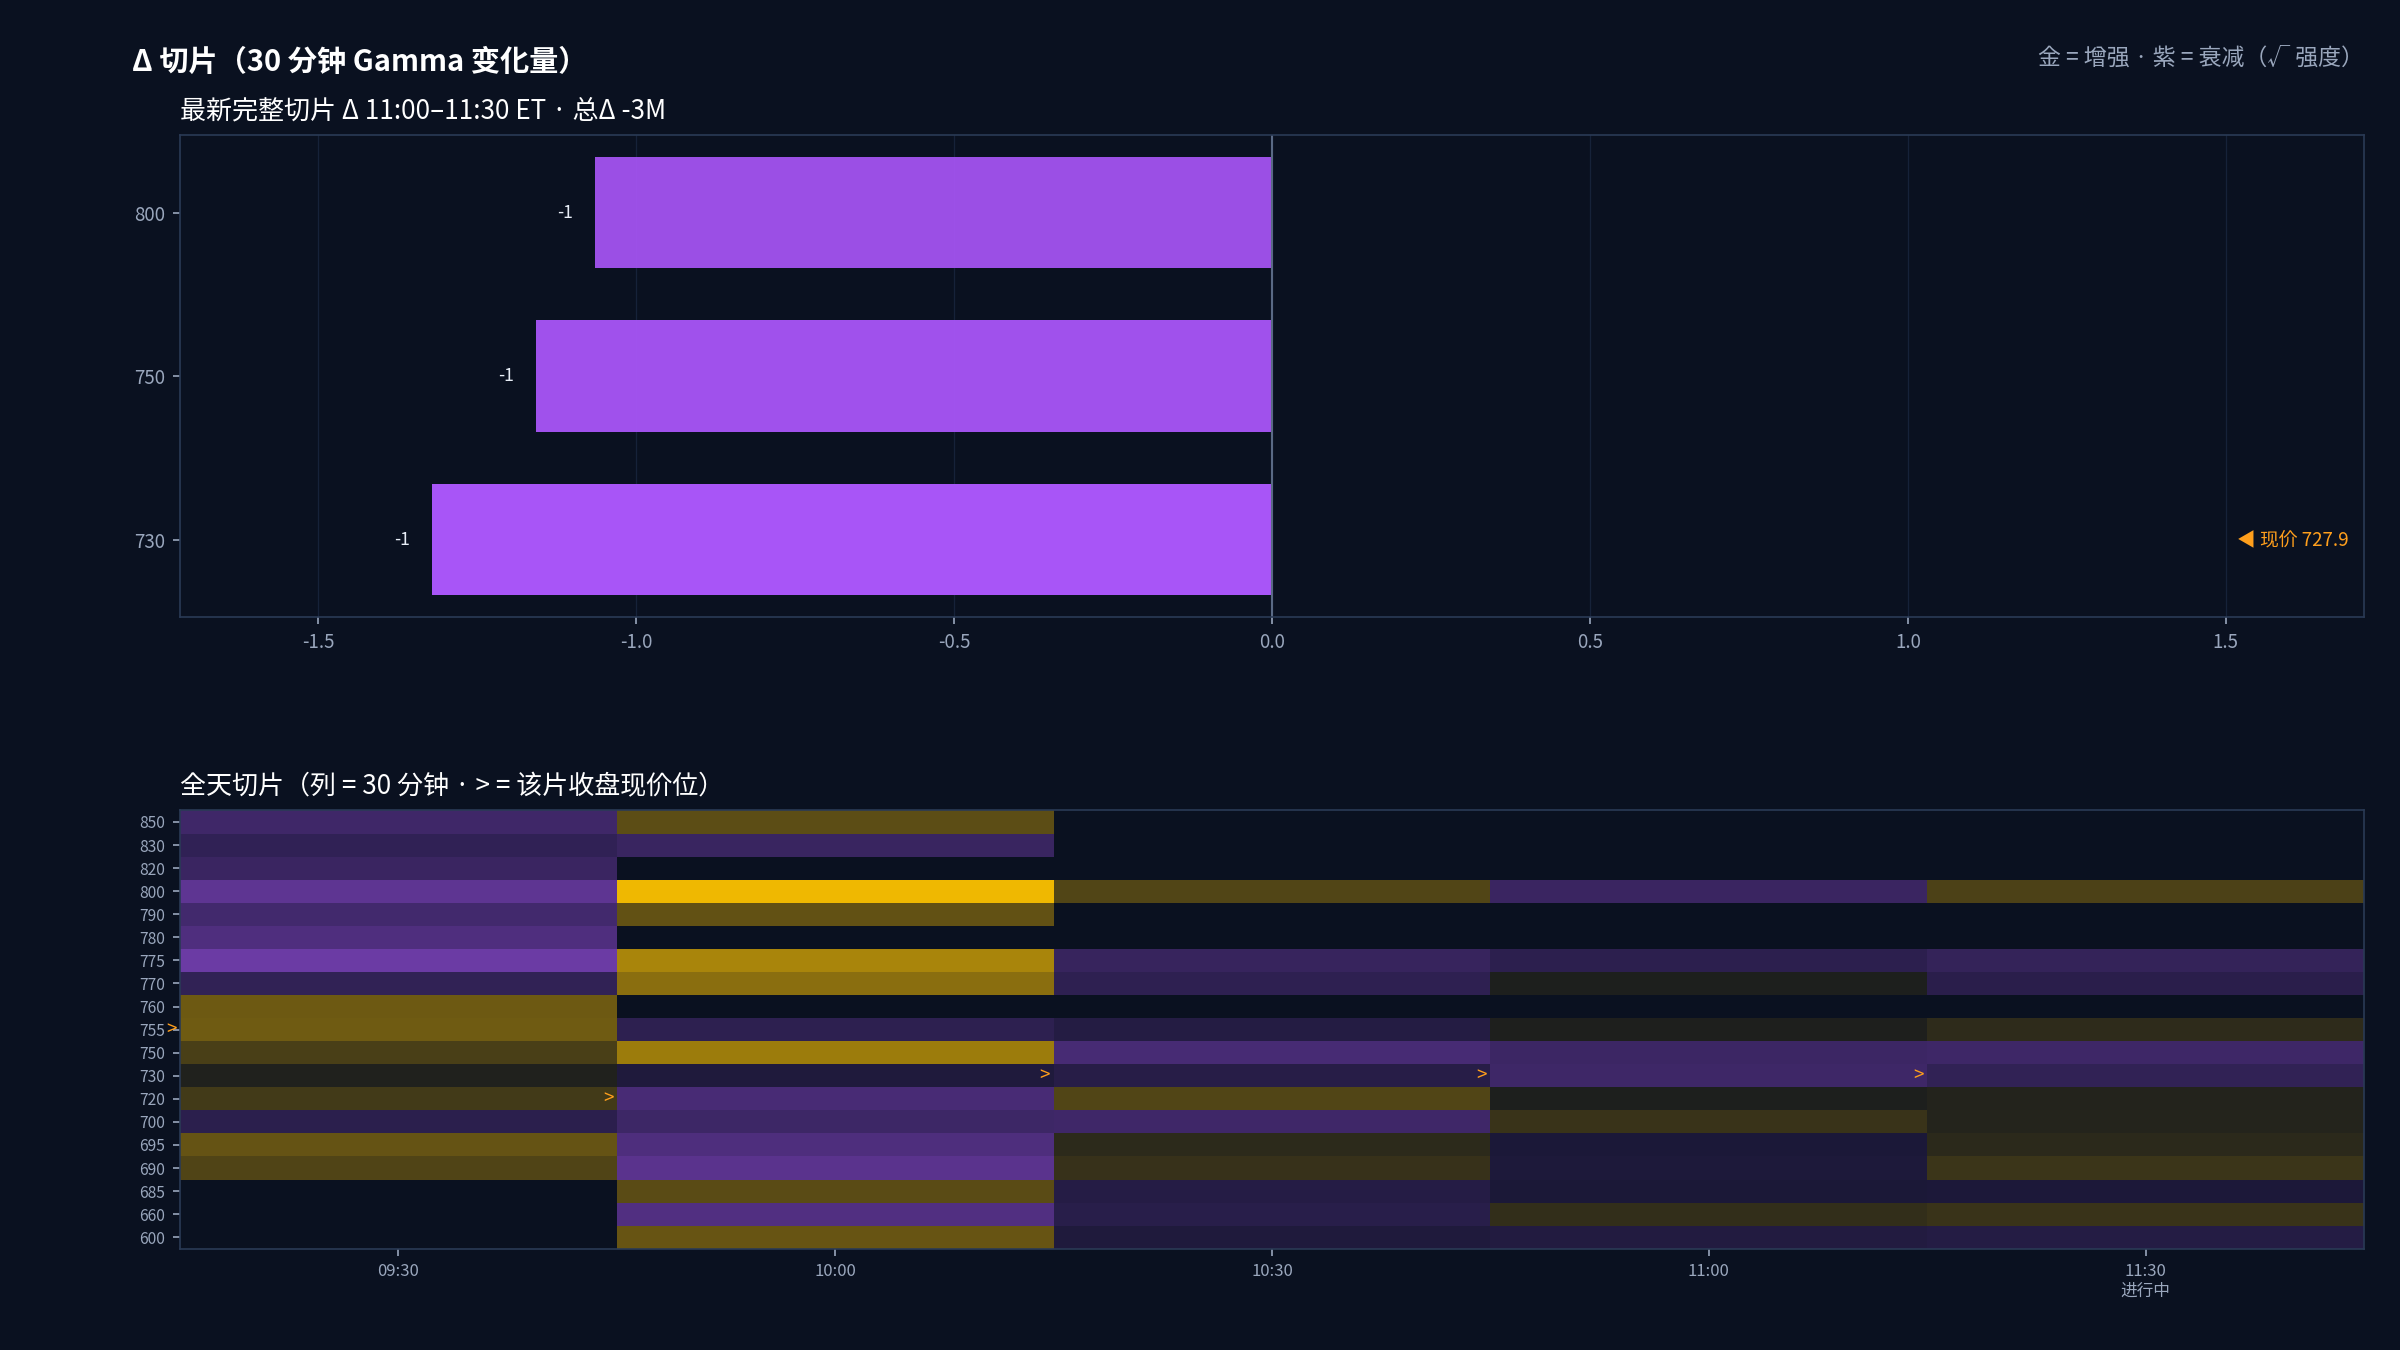 Δ 切片（30 分钟 Gamma 变化量）
金 = 增强 · 紫 = 衰减（√ 强度）
最新完整切片 Δ 11:00–11:30 ET · 总Δ -3M
800
-1
750
-1
730
-1
◀ 现价 727.9
-1.5 -1.0 -0.5 0.0 0.5 1.0 1.5
全天切片（列 = 30 分钟 · > = 该片收盘现价位）
850
830
820
800
790
780
775
770
760
755 >
750
730 > > >
720 >
700
695
690
685
660
600
09:30 10:00 10:30 11:00 11:30
进行中